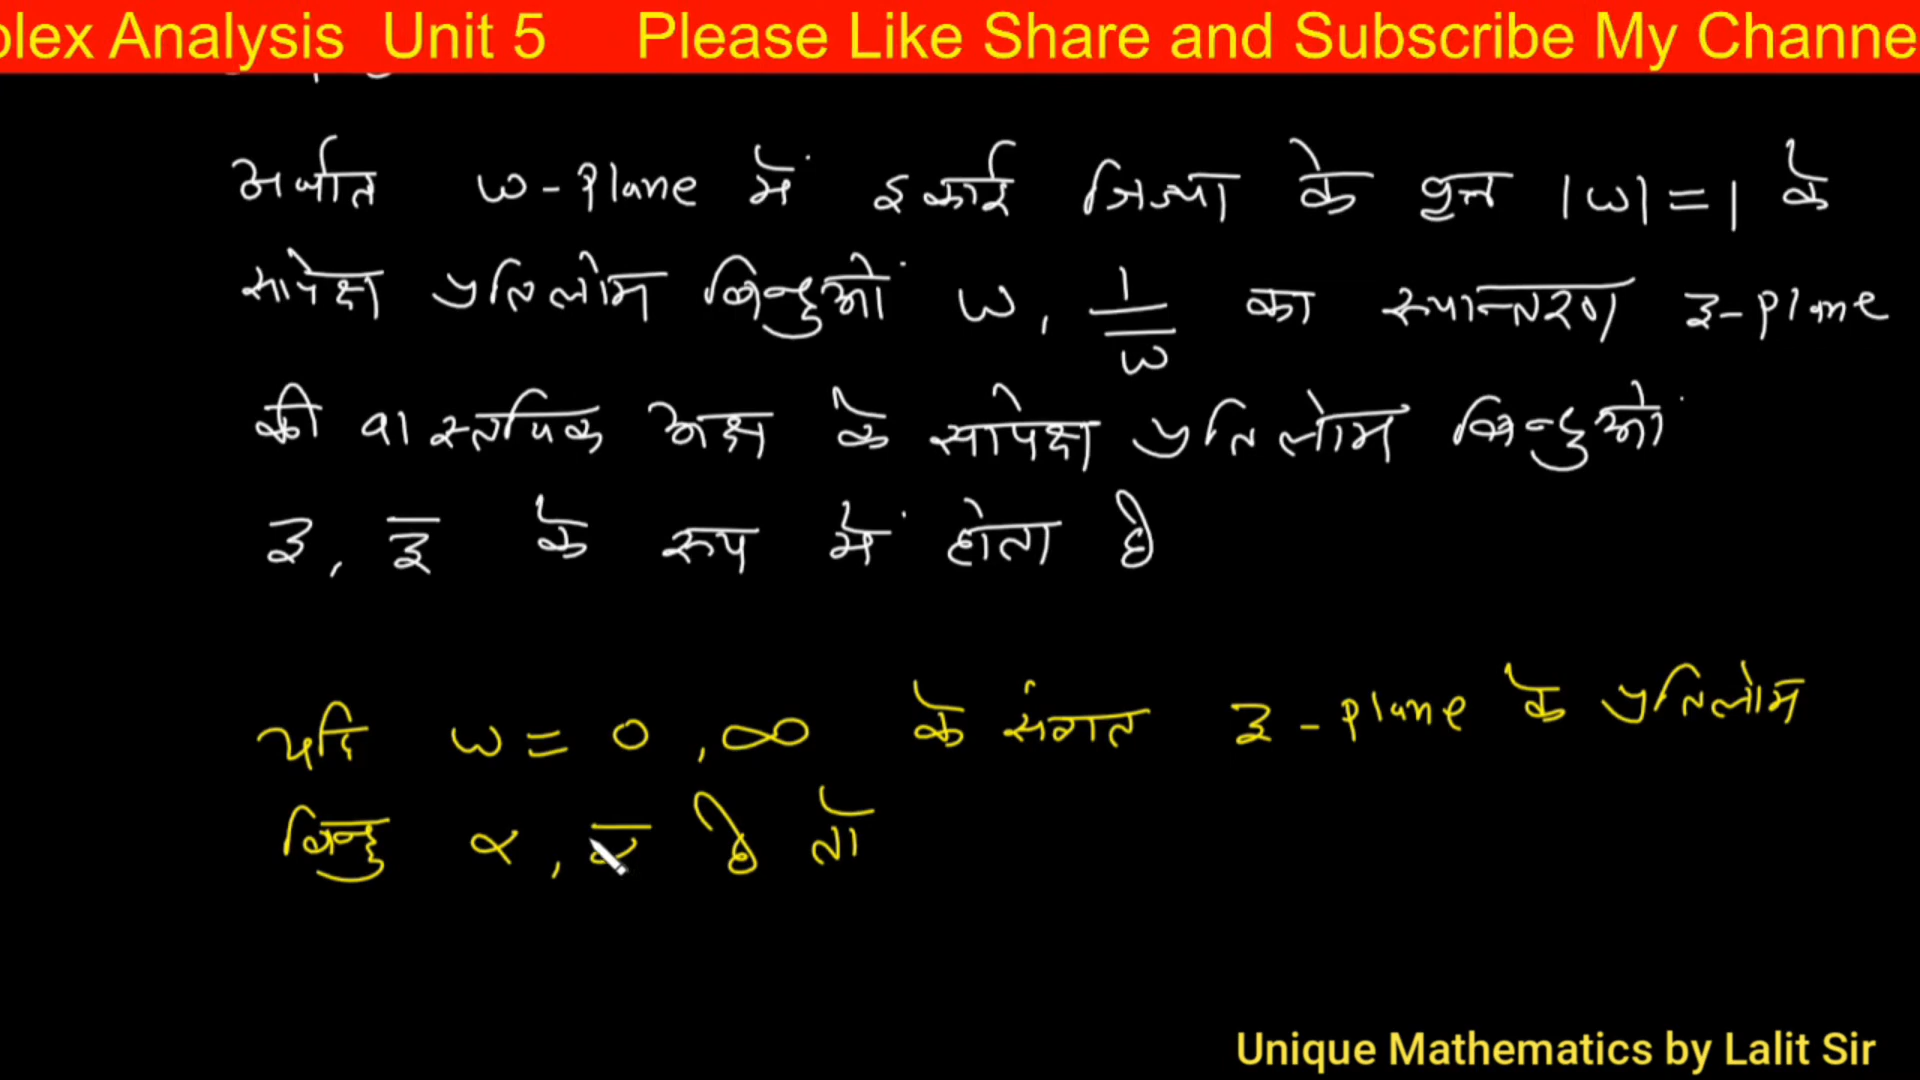 plex Analysis Unit 5 Please Like Share and Subscribe My Channe
अर्थात w-plane में इकाई त्रिज्या के वृत्त |w|=1 के
सापेक्ष प्रतिलोम बिन्दुओं w, 1/w̅ का रूपान्तरण z-plane
की वास्तविक अक्ष के सापेक्ष प्रतिलोम बिन्दुओं
z, z̅ के रूप में होता है
यदि w = 0, ∞ के संगत z-plane के प्रतिलोम
बिन्दु α, α̅ है तो
Unique Mathematics by Lalit Sir